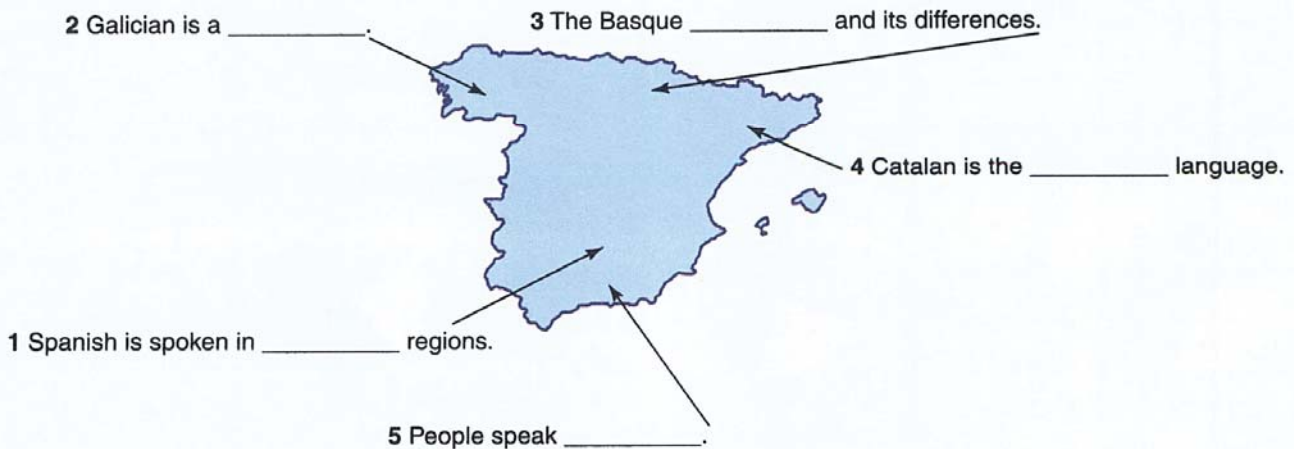 2 Galician is a __________.
3 The Basque __________ and its differences.
4 Catalan is the __________ language.
1 Spanish is spoken in __________ regions.
5 People speak __________.